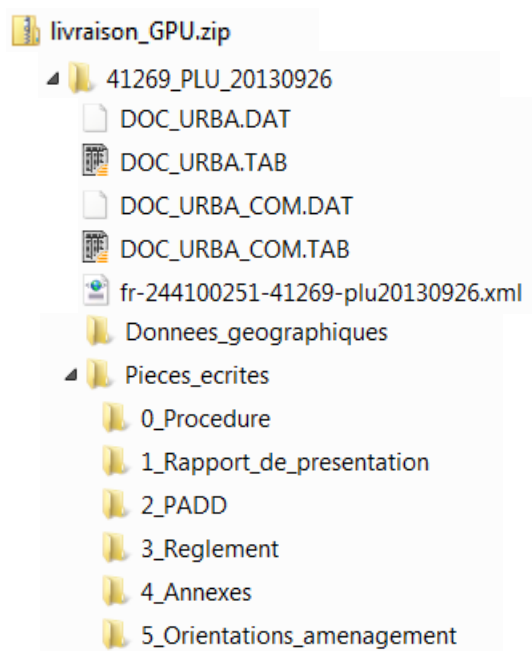 livraison_GPU.zip
41269_PLU_20130926
DOC_URBA.DAT
DOC_URBA.TAB
DOC_URBA_COM.DAT
DOC_URBA_COM.TAB
fr-244100251-41269-plu20130926.xml
Donnees_geographiques
Pieces_ecrites
0_Procedure
1_Rapport_de_presentation
2_PADD
3_Reglement
4_Annexes
5_Orientations_amenagement